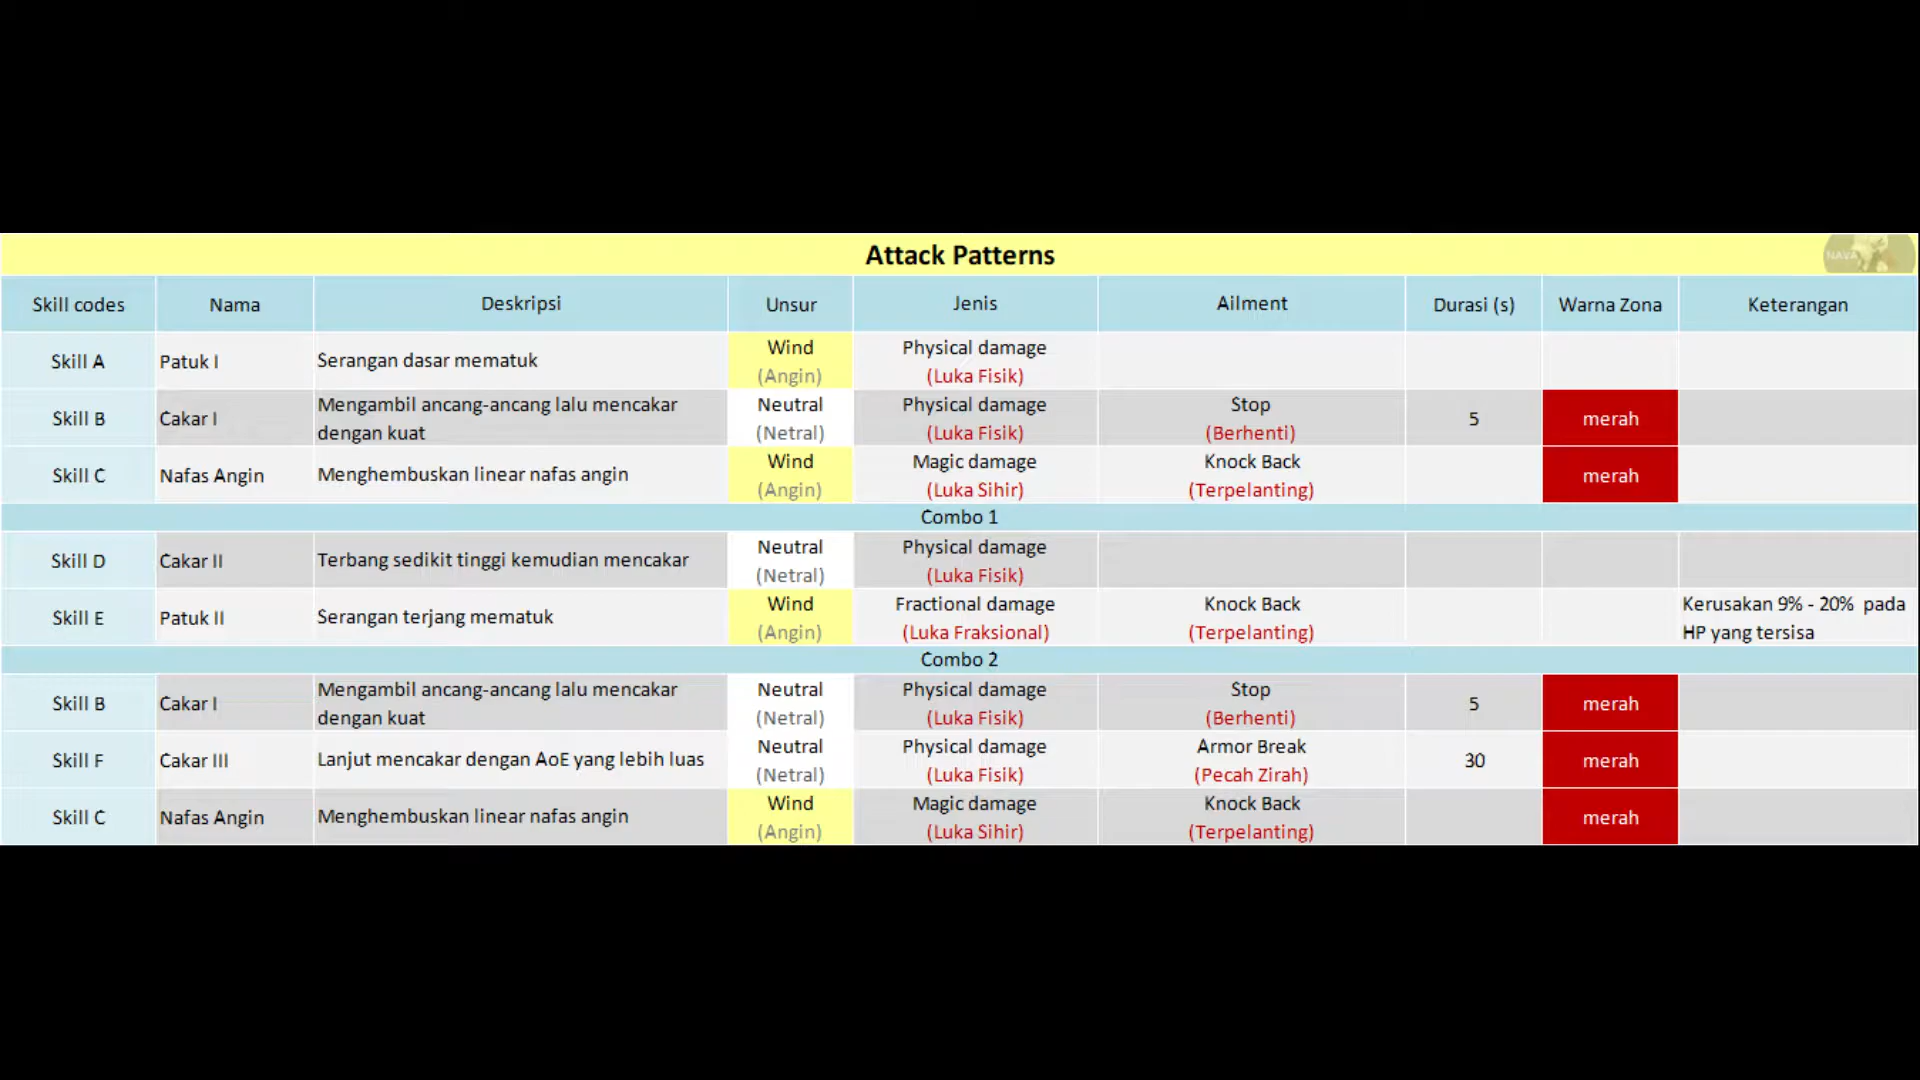 Attack Patterns
NAVA
Skill codes Nama Deskripsi Unsur Jenis Ailment Durasi (s) Warna Zona Keterangan
Skill A Patuk I Serangan dasar mematuk Wind (Angin) Physical damage (Luka Fisik)
Skill B Cakar I Mengambil ancang-ancang lalu mencakar dengan kuat Neutral (Netral) Physical damage (Luka Fisik) Stop (Berhenti) 5 merah
Skill C Nafas Angin Menghembuskan linear nafas angin Wind (Angin) Magic damage (Luka Sihir) Knock Back (Terpelanting) merah
Combo 1
Skill D Cakar II Terbang sedikit tinggi kemudian mencakar Neutral (Netral) Physical damage (Luka Fisik)
Skill E Patuk II Serangan terjang mematuk Wind (Angin) Fractional damage (Luka Fraksional) Knock Back (Terpelanting) Kerusakan 9% - 20% pada HP yang tersisa
Combo 2
Skill B Cakar I Mengambil ancang-ancang lalu mencakar dengan kuat Neutral (Netral) Physical damage (Luka Fisik) Stop (Berhenti) 5 merah
Skill F Cakar III Lanjut mencakar dengan AoE yang lebih luas Neutral (Netral) Physical damage (Luka Fisik) Armor Break (Pecah Zirah) 30 merah
Skill C Nafas Angin Menghembuskan linear nafas angin Wind (Angin) Magic damage (Luka Sihir) Knock Back (Terpelanting) merah